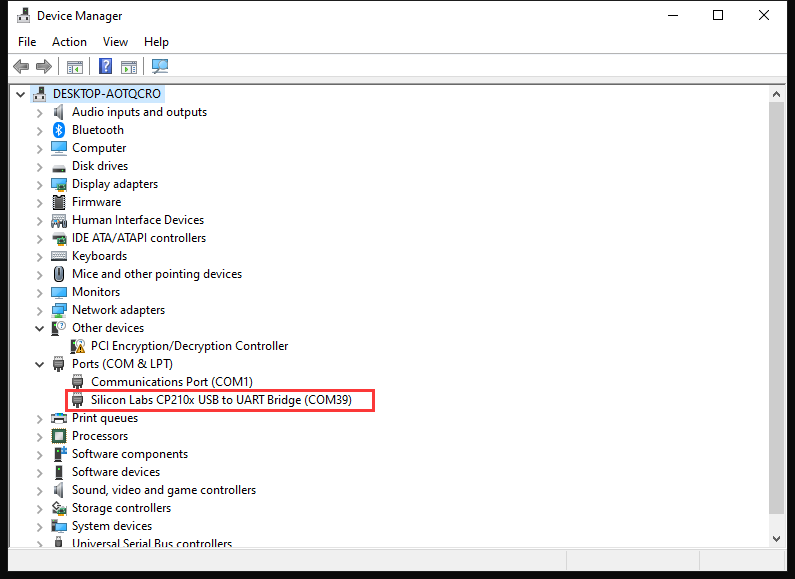 Device Manager
File Action View Help
DESKTOP-AOTQCRO
Audio inputs and outputs
Bluetooth
Computer
Disk drives
Display adapters
Firmware
Human Interface Devices
IDE ATA/ATAPI controllers
Keyboards
Mice and other pointing devices
Monitors
Network adapters
Other devices
PCI Encryption/Decryption Controller
Ports (COM & LPT)
Communications Port (COM1)
Silicon Labs CP210x USB to UART Bridge (COM39)
Print queues
Processors
Software components
Software devices
Sound, video and game controllers
Storage controllers
System devices
Universal Serial Bus controllers